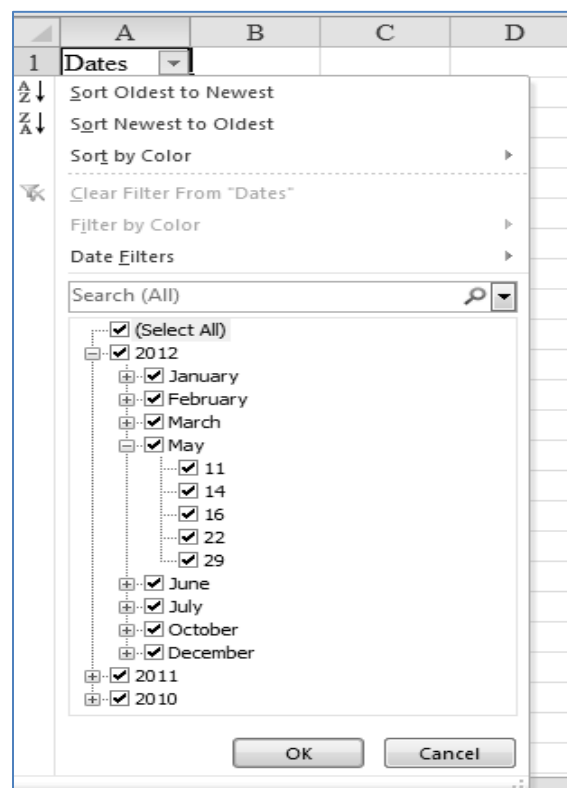 A B C D
1 Dates
Sort Oldest to Newest
Sort Newest to Oldest
Sort by Color
Clear Filter From "Dates"
Filter by Color
Date Filters
Search (All)
(Select All)
2012
January
February
March
May
11
14
16
22
29
June
July
October
December
2011
2010
OK Cancel